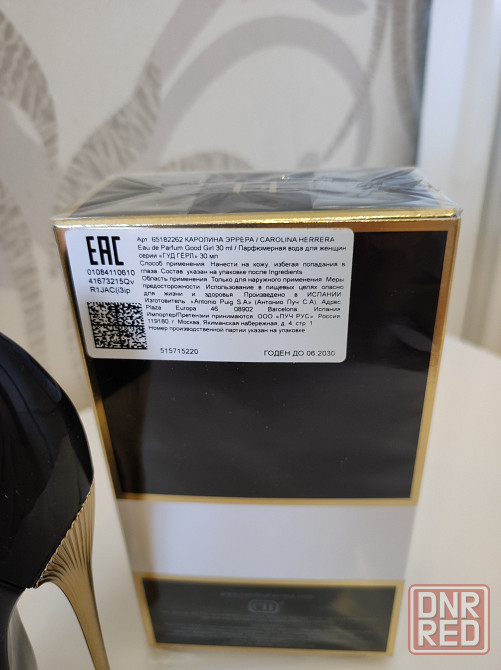 EAC
01084110610
41673215Qv
R1JAC(i3ip
Арт. 65182262 КАРОЛИНА ЭРРЕРА / CAROLINA HERRERA
Eau de Parfum Good Girl 30 ml / Парфюмерная вода для женщин
серии «ГУД ГЕРЛ» 30 мл
Способ применения Нанести на кожу, избегая попадания в
глаза Состав указан на упаковке после Ingredients
Область применения Только для наружного применения Меры
предосторожности Использование в пищевых целях опасно
для жизни и здоровья Произведено в ИСПАНИИ
Изготовитель «Antonio Puig S.A» (Антонио Пуч С А) Адрес
Plaza Europa 46, 08902 Barcelona, Испания
Импортер/Претензии принимаются ООО «ПУЧ РУС» Россия
119180, г. Москва, Якиманская набережная, д. 4, стр 1
Номер производственной партии указан на упаковке
515715220
ГОДЕН ДО 06.2030
CH
DNR
RED